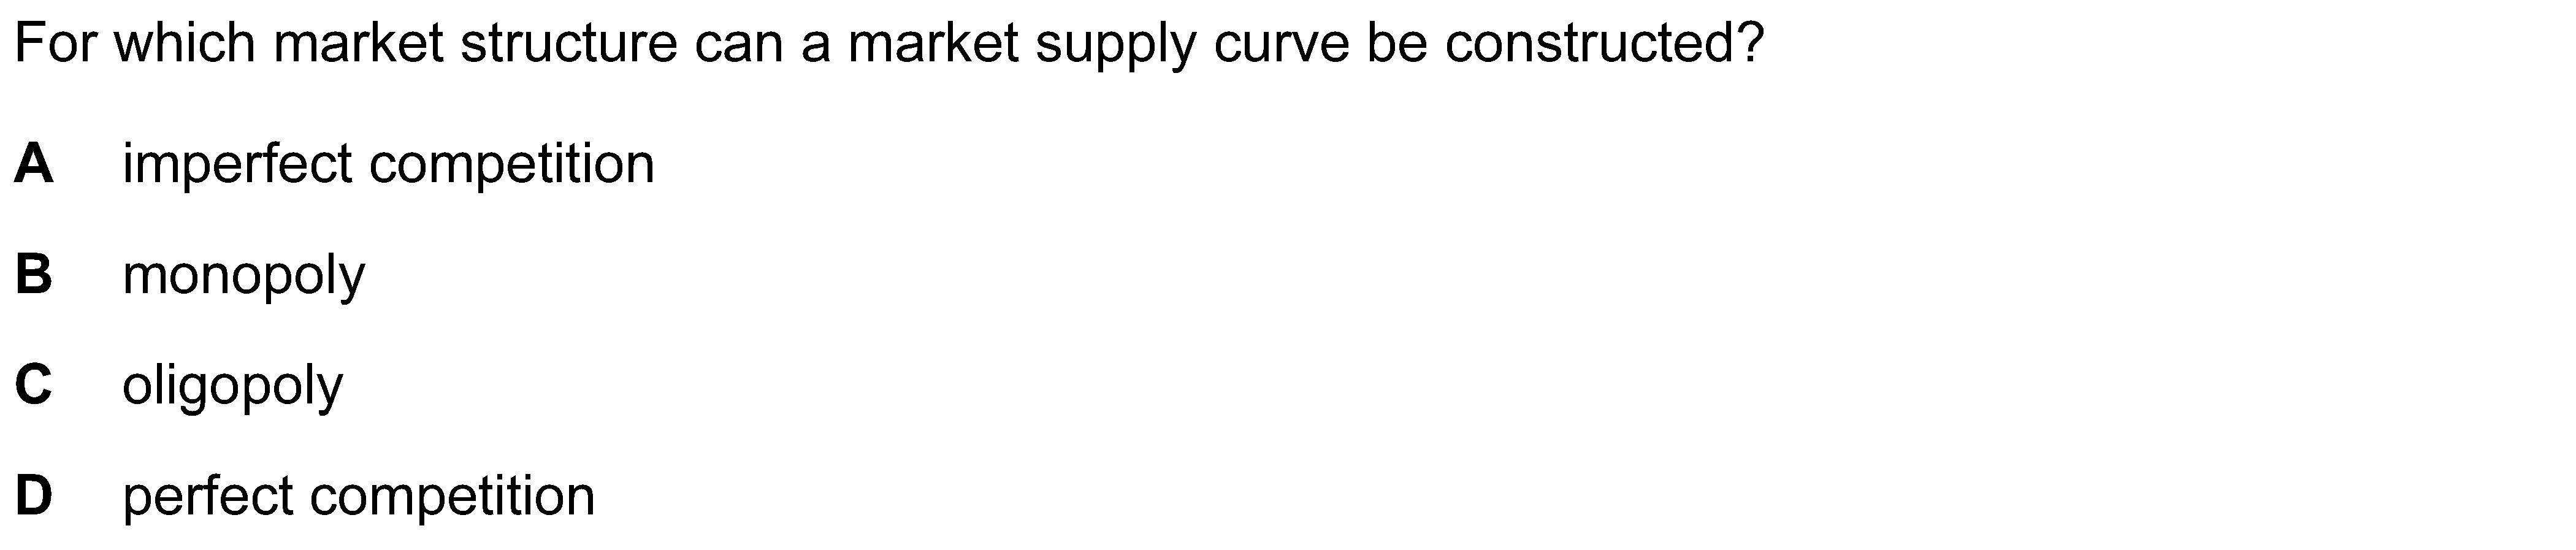 For which market structure can a market supply curve be constructed?
A imperfect competition
B monopoly
C oligopoly
D perfect competition